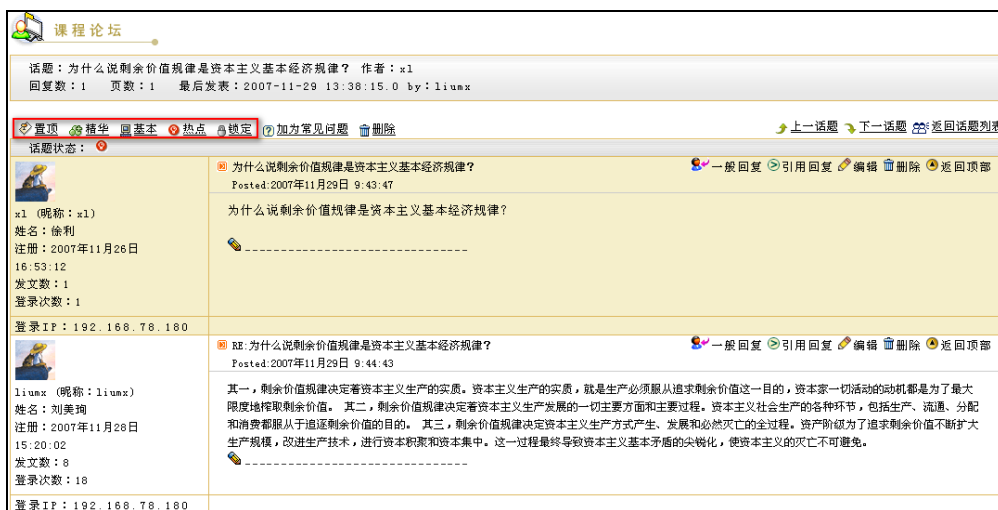 课程论坛
话题：为什么说剩余价值规律是资本主义基本经济规律？ 作者：xl
回复数：1 页数：1 最后发表：2007-11-29 13:38:15.0 by：liumx
置顶 精华 基本 热点 锁定 加为常见问题 删除 上一话题 下一话题 返回话题列表
话题状态：
为什么说剩余价值规律是资本主义基本经济规律？ 一般回复 引用回复 编辑 删除 返回顶部
Posted:2007年11月29日 9:43:47
为什么说剩余价值规律是资本主义基本经济规律？
xl (昵称：xl)
姓名：徐利
注册：2007年11月26日
16:53:12
发文数：1
登录次数：1
登录IP：192.168.78.180
RE:为什么说剩余价值规律是资本主义基本经济规律？ 一般回复 引用回复 编辑 删除 返回顶部
Posted:2007年11月29日 9:44:43
liumx (昵称：liumx)
姓名：刘美珣
注册：2007年11月28日
15:20:02
发文数：8
登录次数：18
其一，剩余价值规律决定着资本主义生产的实质。资本主义生产的实质，就是生产必须服从追求剩余价值这一目的，资本家一切活动的动机都是为了最大
限度地榨取剩余价值。 其二，剩余价值规律决定着资本主义生产发展的一切主要方面和主要过程。资本主义社会生产的各种环节，包括生产、流通、分配
和消费都服从于追逐剩余价值的目的。 其三，剩余价值规律决定资本主义生产方式产生、发展和必然灭亡的全过程。资产阶级为了追求剩余价值不断扩大
生产规模，改进生产技术，进行资本积累和资本集中。这一过程最终导致资本主义基本矛盾的尖锐化，使资本主义的灭亡不可避免。
登录IP：192.168.78.180